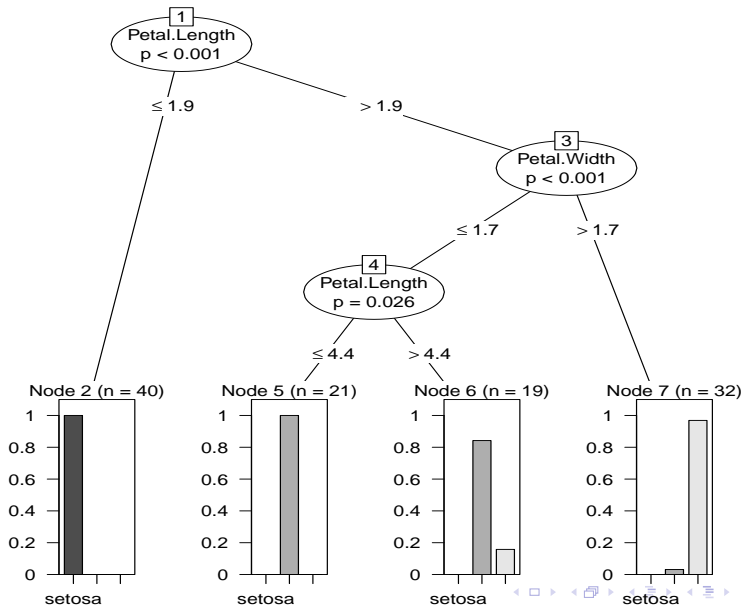 1
Petal.Length
p < 0.001
≤ 1.9
> 1.9
3
Petal.Width
p < 0.001
≤ 1.7
> 1.7
4
Petal.Length
p = 0.026
≤ 4.4
> 4.4
Node 2 (n = 40)
1
0.8
0.6
0.4
0.2
0
setosa
Node 5 (n = 21)
1
0.8
0.6
0.4
0.2
0
setosa
Node 6 (n = 19)
1
0.8
0.6
0.4
0.2
0
setosa
Node 7 (n = 32)
1
0.8
0.6
0.4
0.2
0
setosa